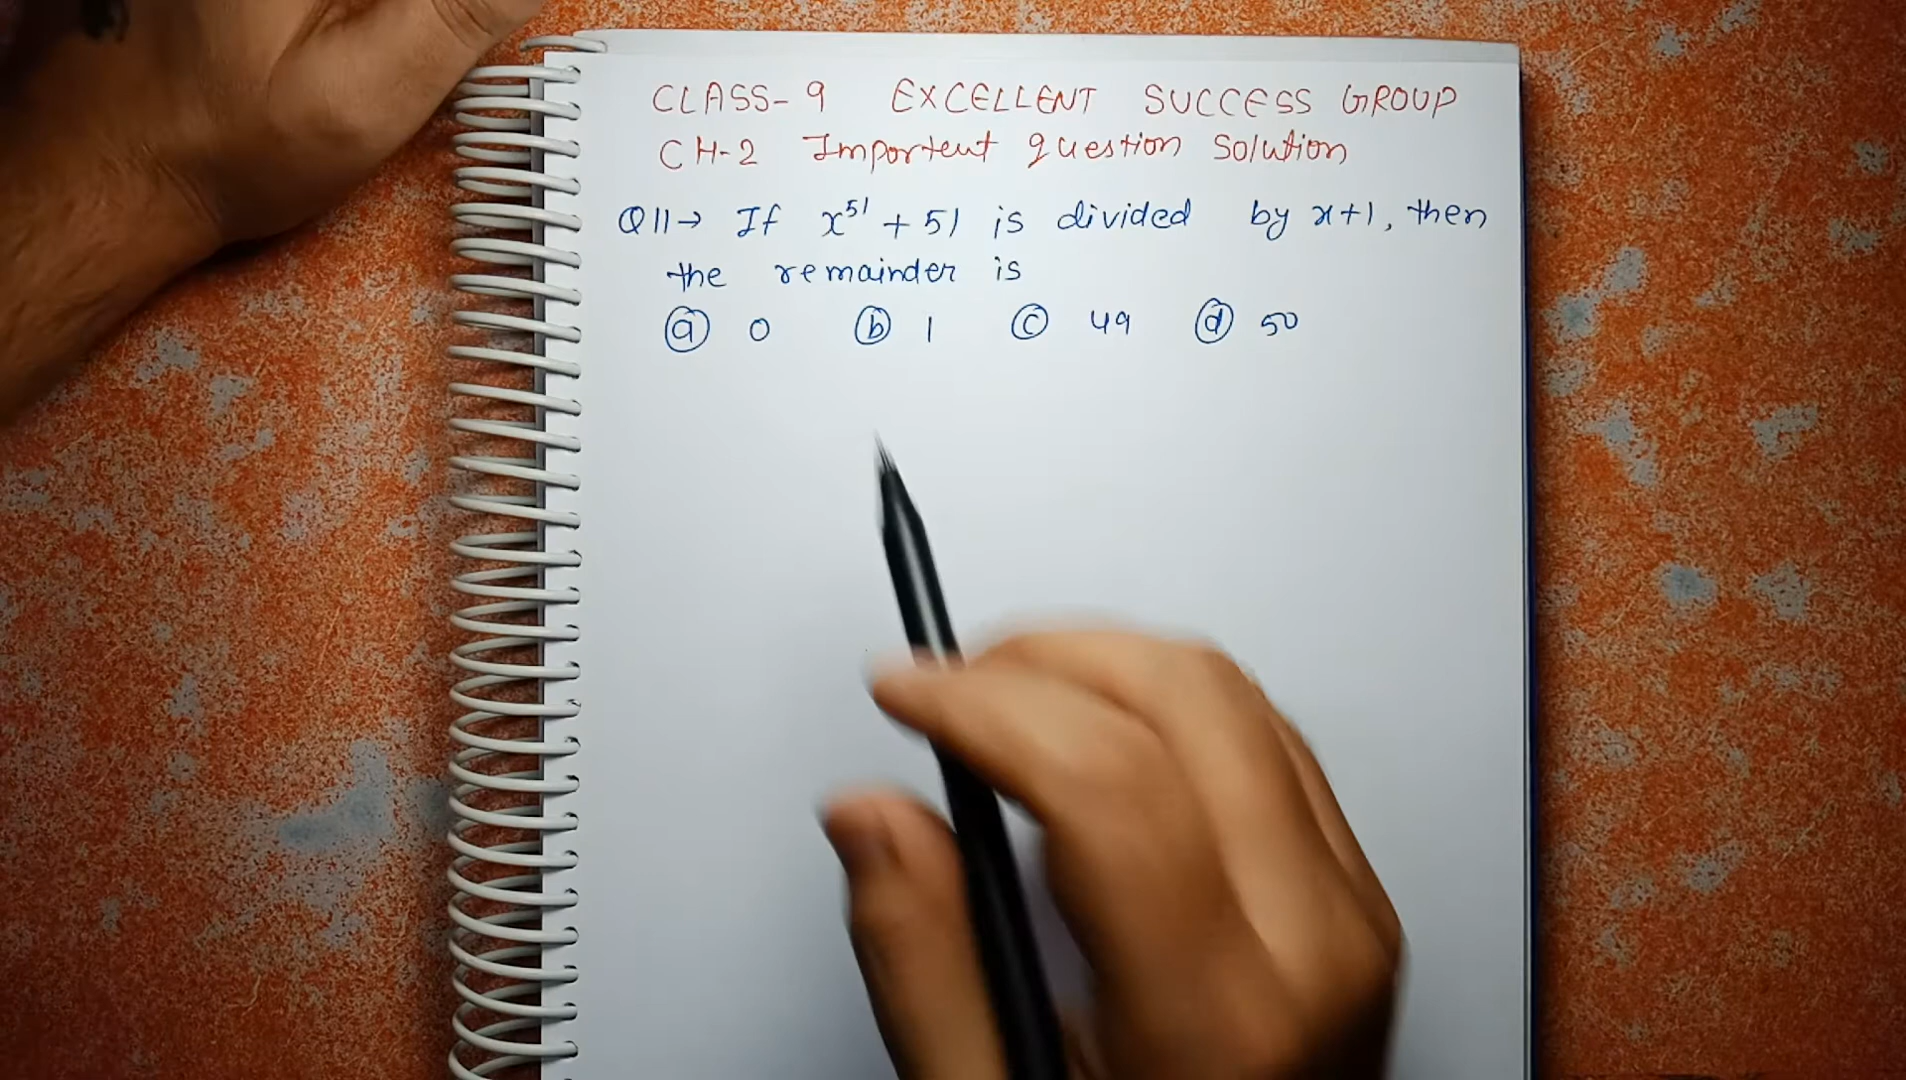 CLASS-9 EXCELLENT SUCCESS GROUP
CH-2 Importent question Solution
Q11→ If x⁵¹ + 51 is divided by x+1, then
the remainder is
ⓐ 0 ⓑ 1 ⓒ 49 ⓓ 50